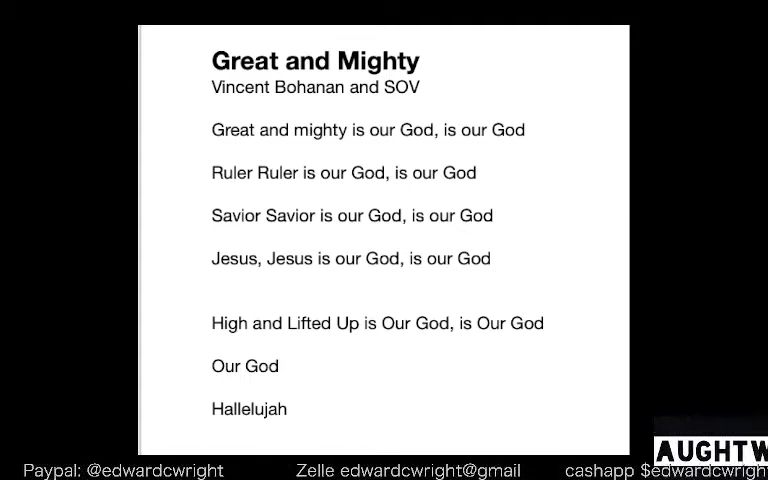 Great and Mighty
Vincent Bohanan and SOV
Great and mighty is our God, is our God
Ruler Ruler is our God, is our God
Savior Savior is our God, is our God
Jesus, Jesus is our God, is our God
High and Lifted Up is Our God, is Our God
Our God
Hallelujah
AUGHTW
Paypal: @edwardcwright Zelle edwardcwright@gmail cashapp $edwardcwright